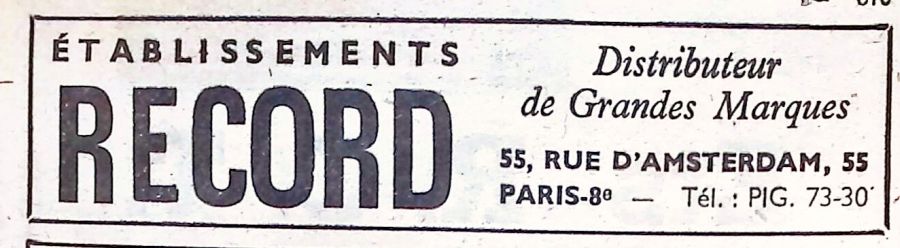 ÉTABLISSEMENTS
RECORD
Distributeur
de Grandes Marques
55, RUE D'AMSTERDAM, 55
PARIS-8e — Tél. : PIG. 73-30